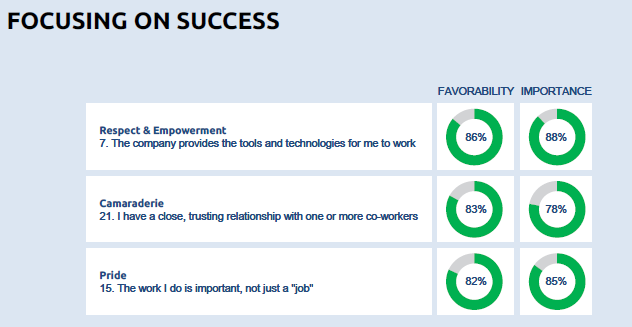 FOCUSING ON SUCCESS
FAVORABILITY IMPORTANCE
Respect & Empowerment
7. The company provides the tools and technologies for me to work
86% 88%
Camaraderie
21. I have a close, trusting relationship with one or more co-workers
83% 78%
Pride
15. The work I do is important, not just a "job"
82% 85%